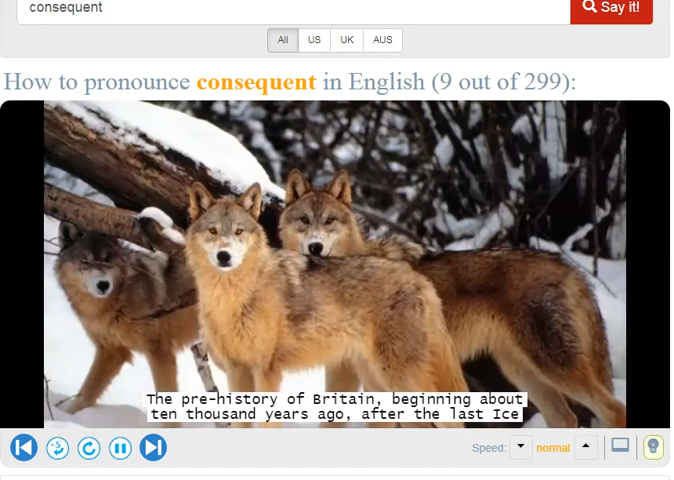 consequent
Say it!
All US UK AUS
How to pronounce consequent in English (9 out of 299):
The pre-history of Britain, beginning about
ten thousand years ago, after the last Ice
-5
Speed: normal